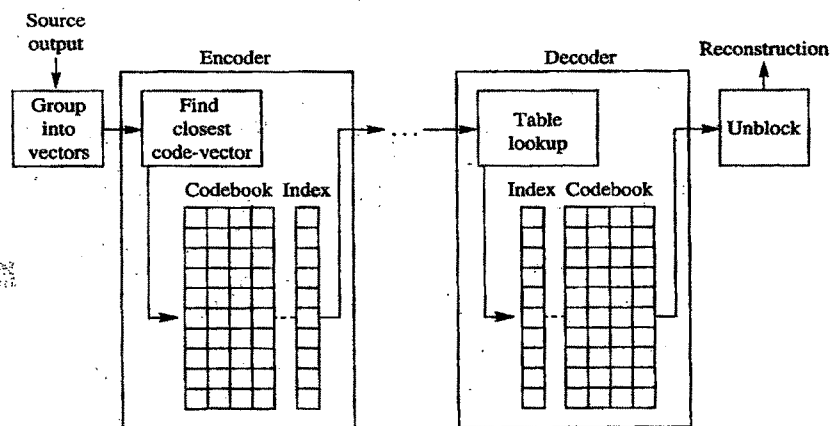 Source
output
Encoder
Decoder
Reconstruction
Group
into
vectors
Find
closest
code-vector
...
Table
lookup
Unblock
Codebook Index
Index Codebook